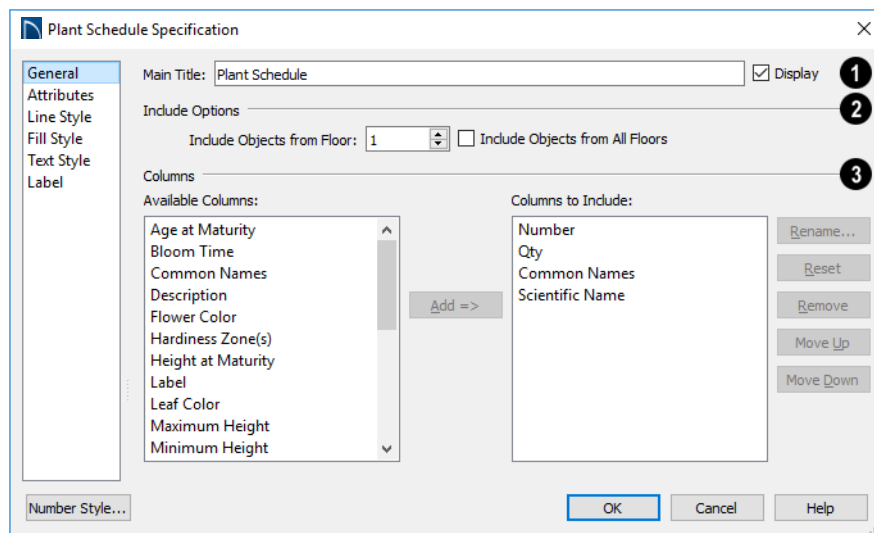 Plant Schedule Specification
General
Attributes
Line Style
Fill Style
Text Style
Label
Main Title: Plant Schedule Display 1
Include Options 2
Include Objects from Floor: 1 Include Objects from All Floors
Columns 3
Available Columns:
Age at Maturity
Bloom Time
Common Names
Description
Flower Color
Hardiness Zone(s)
Height at Maturity
Label
Leaf Color
Maximum Height
Minimum Height
Add =>
Columns to Include:
Number
Qty
Common Names
Scientific Name
Rename...
Reset
Remove
Move Up
Move Down
Number Style... OK Cancel Help